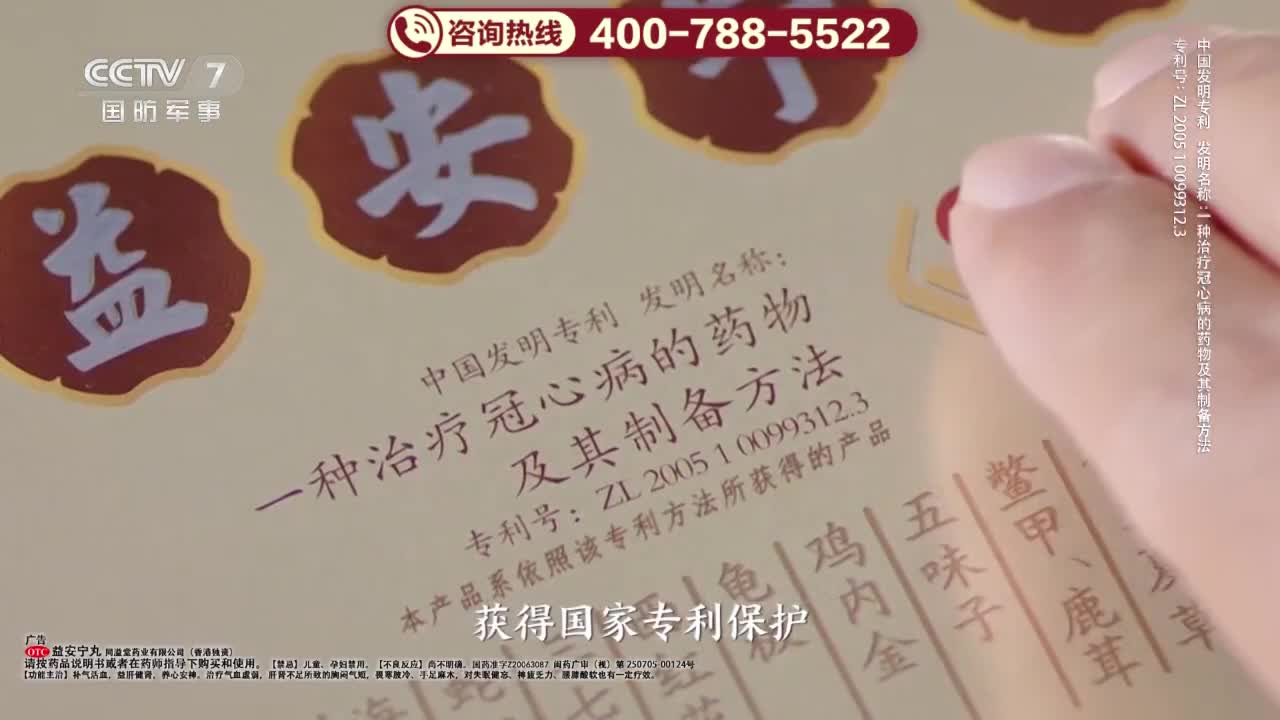 咨询热线 400-788-5522
CCTV 7
国防军事
中国发明专利 发明名称：一种治疗冠心病的药物及其制备方法
专利号：ZL 2005 1 0099312.3
益安宁
中国发明专利 发明名称：
一种治疗冠心病的药物
及其制备方法
专利号：ZL 2005 1 0099312.3
本产品系依照该专利方法所获得的产品
鳖甲、鹿茸
五味子
鸡内金
龟板
红花
七
蛇
海
获得国家专利保护
广告
OTC 益安宁丸 同溢堂药业有限公司（香港独资）
请按药品说明书或者在药师指导下购买和使用。【禁忌】儿童、孕妇禁用。【不良反应】尚不明确。国药准字Z20063087 闽药广审（视）第250705-00124号
【功能主治】补气活血，益肝健肾，养心安神。治疗气血虚弱，肝肾不足所致的胸闷气短，畏寒肢冷、手足麻木，对失眠健忘、神疲乏力、腰膝酸软也有一定疗效。